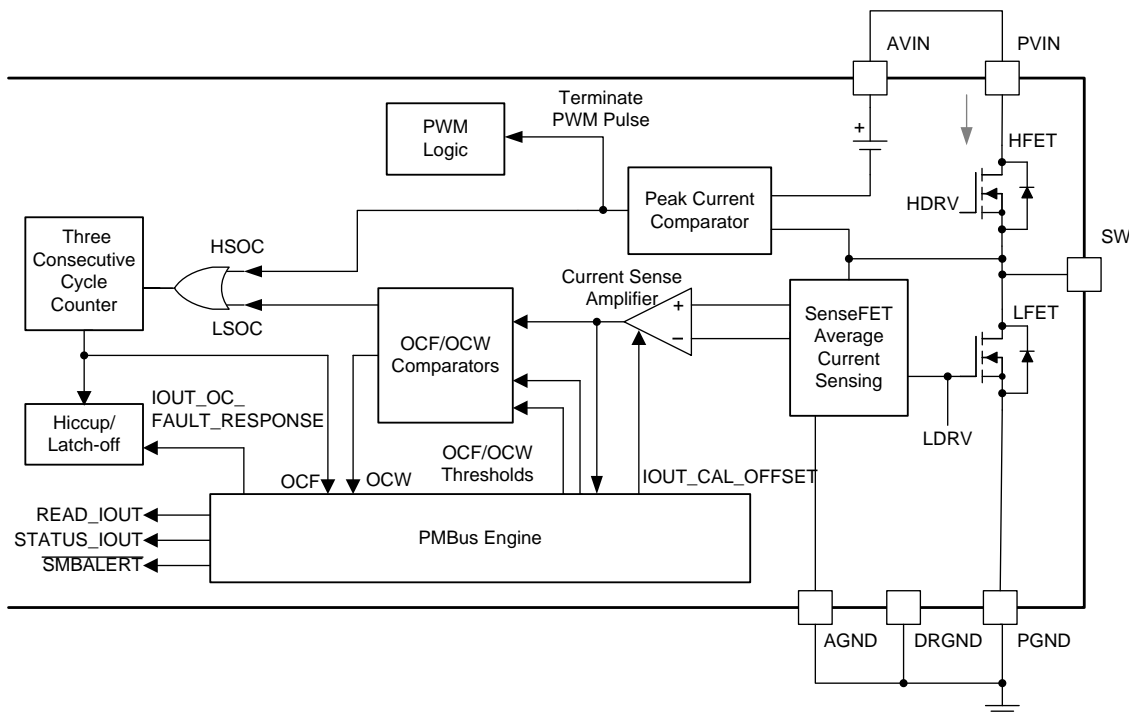 AVIN
PVIN
Terminate
PWM Pulse
PWM
Logic
+
HFET
Peak Current
Comparator
HDRV
Three
Consecutive
Cycle
Counter
HSOC
SW
LSOC
Current Sense
Amplifier
+
−
SenseFET
Average
Current
Sensing
LFET
OCF/OCW
Comparators
Hiccup/
Latch-off
IOUT_OC_
FAULT_RESPONSE
LDRV
OCF/OCW
Thresholds
OCF
OCW
IOUT_CAL_OFFSET
READ_IOUT
STATUS_IOUT
SMBALERT
PMBus Engine
AGND
DRGND
PGND